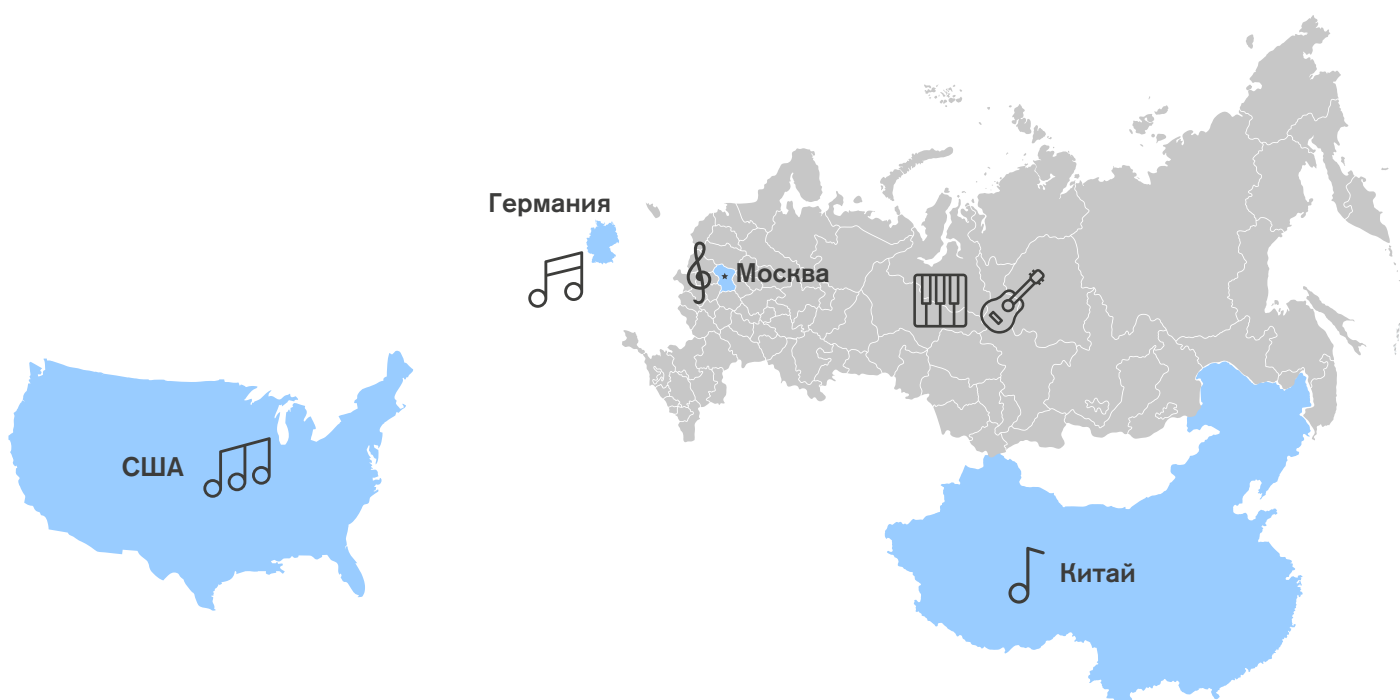 Германия
Москва
США
Китай